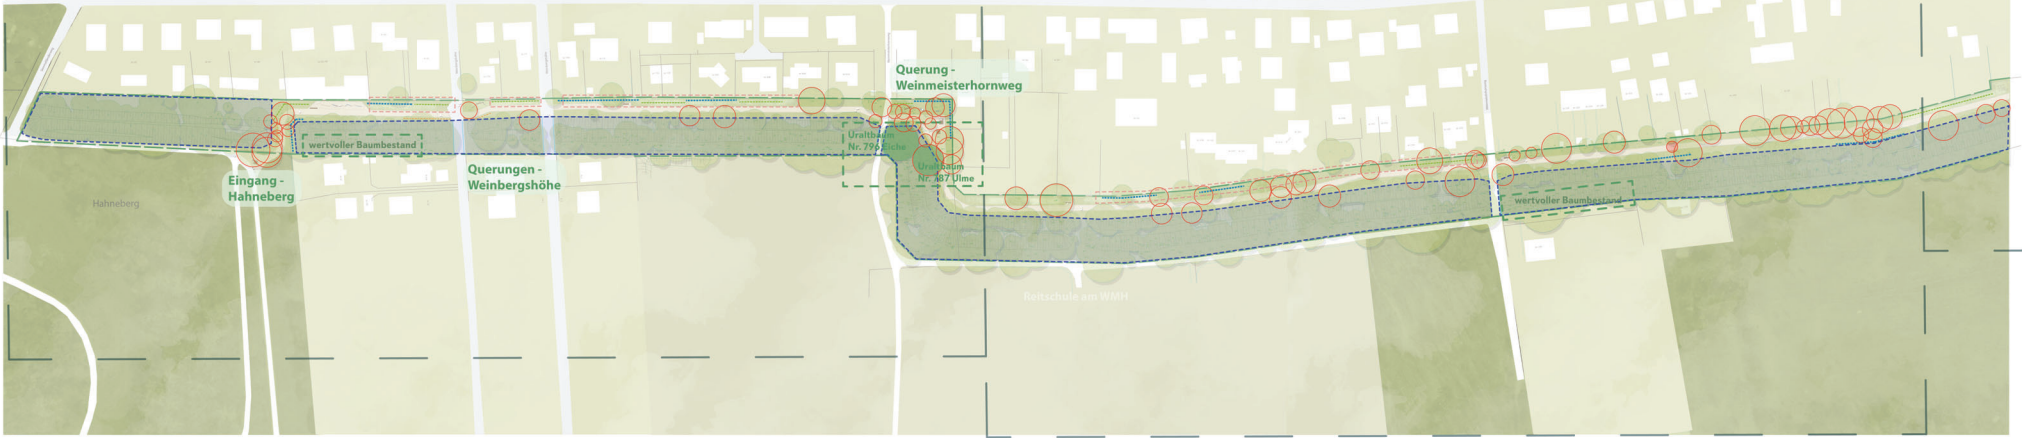 Querung -
Weinmeisterhornweg
Uraltbaum
Nr. 796 Eiche
wertvoller Baumbestand
Querungen -
Weinbergshöhe
Uraltbaum
Nr. 787 Ulme
Eingang -
Hahneberg
Hahneberg
wertvoller Baumbestand
Reitschule am WMH